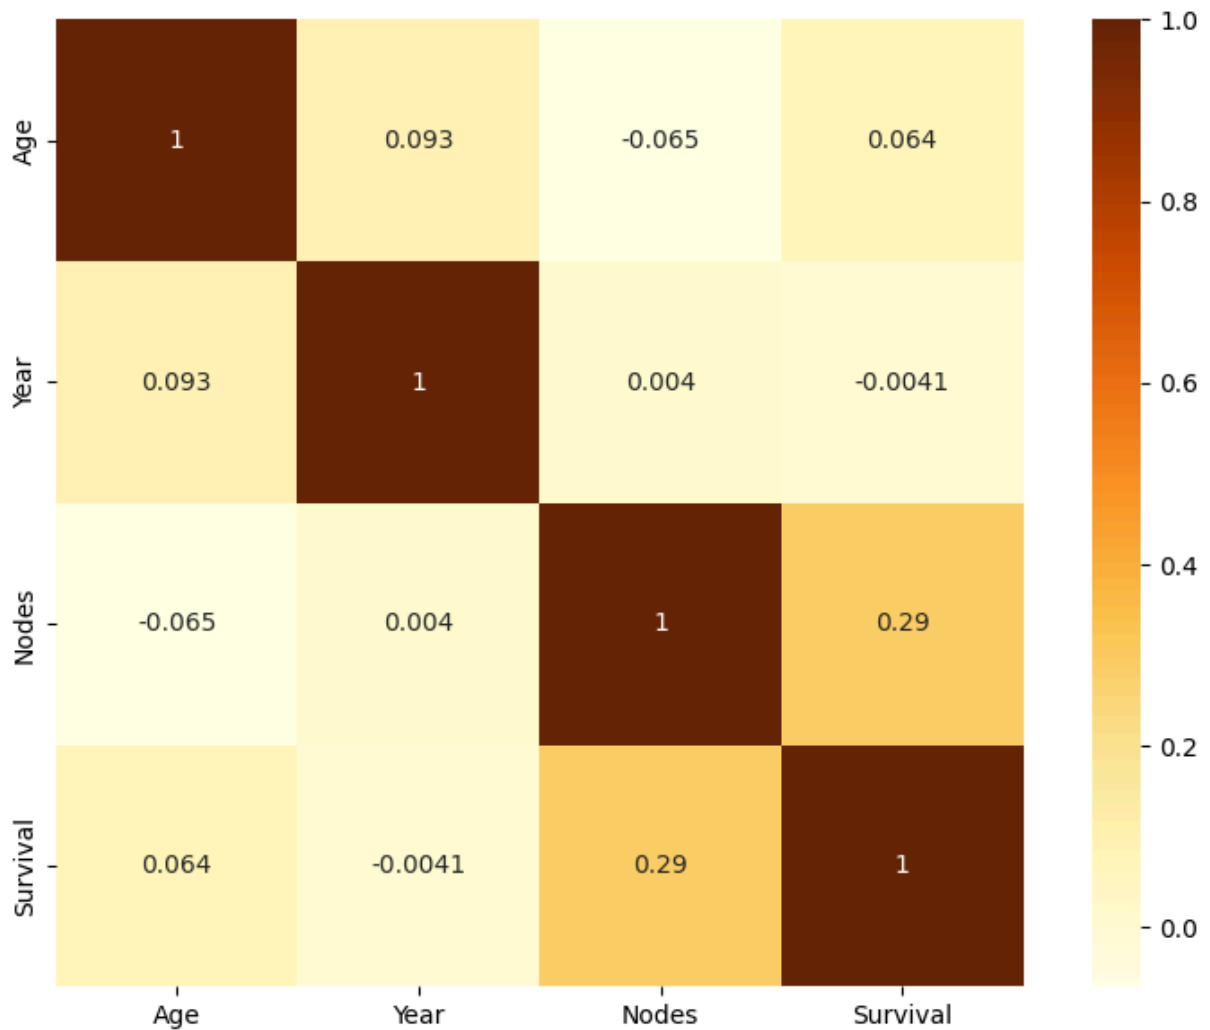 1.0
Age 1 0.093 -0.065 0.064
0.8
Year 0.093 1 0.004 -0.0041
0.6
0.4
Nodes -0.065 0.004 1 0.29
0.2
Survival 0.064 -0.0041 0.29 1
0.0
Age Year Nodes Survival